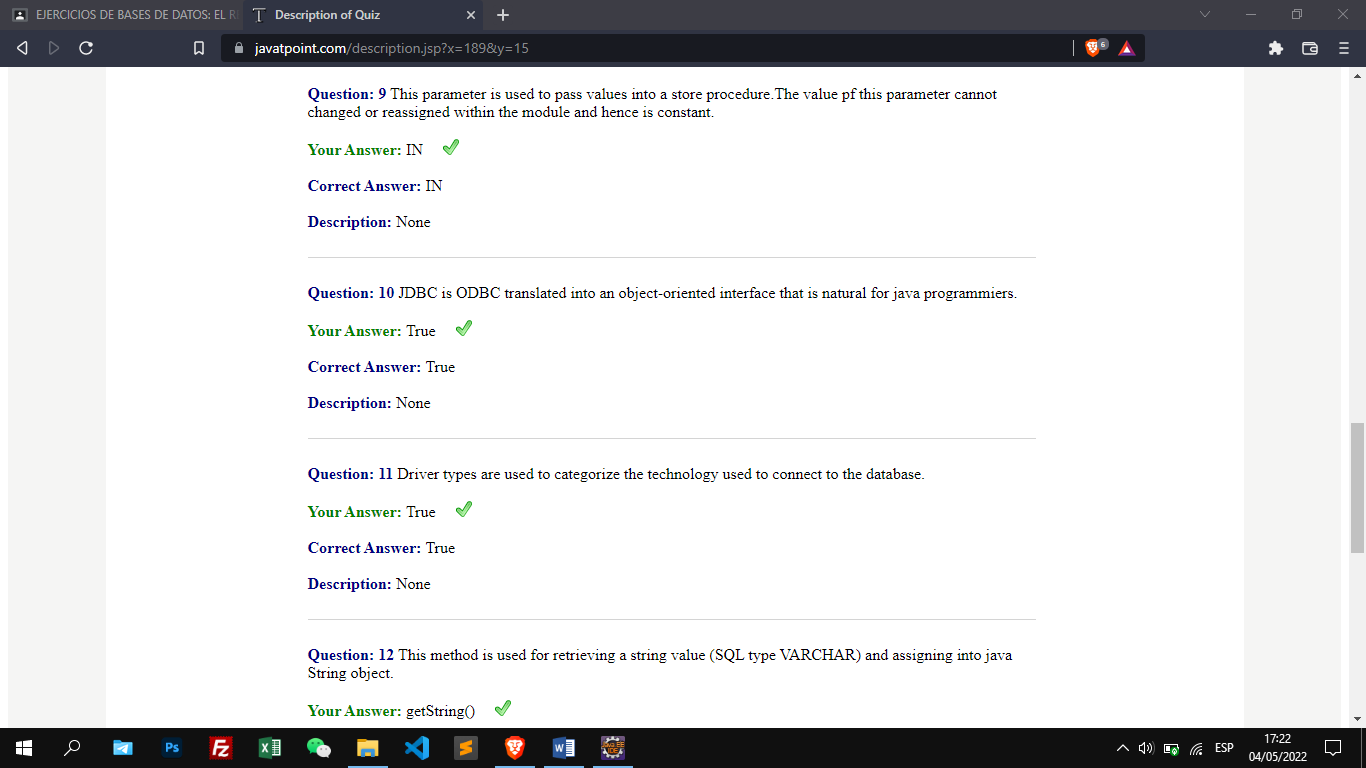 EJERCICIOS DE BASES DE DATOS: EL R
Description of Quiz
javatpoint.com/description.jsp?x=189&y=15
6
Question: 9 This parameter is used to pass values into a store procedure.The value pf this parameter cannot
changed or reassigned within the module and hence is constant.
Your Answer: IN
Correct Answer: IN
Description: None
Question: 10 JDBC is ODBC translated into an object-oriented interface that is natural for java programmiers.
Your Answer: True
Correct Answer: True
Description: None
Question: 11 Driver types are used to categorize the technology used to connect to the database.
Your Answer: True
Correct Answer: True
Description: None
Question: 12 This method is used for retrieving a string value (SQL type VARCHAR) and assigning into java
String object.
Your Answer: getString()
Ps
Fz
X
S
W
JAVA EE
IDE
ESP
17:22
04/05/2022